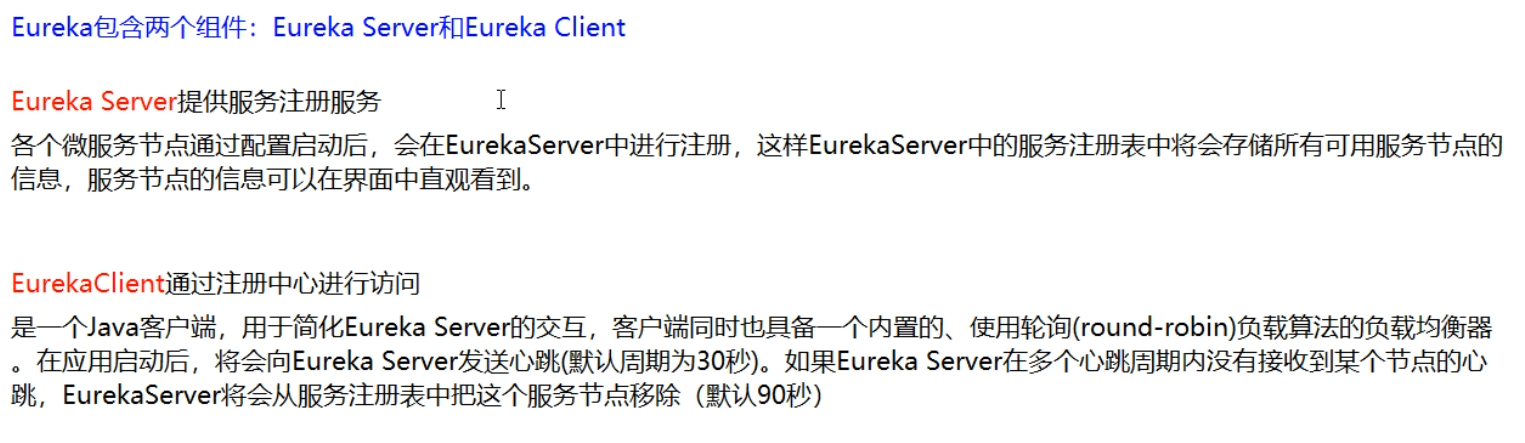 Eureka包含两个组件：Eureka Server和Eureka Client
Eureka Server提供服务注册服务
各个微服务节点通过配置启动后，会在EurekaServer中进行注册，这样EurekaServer中的服务注册表中将会存储所有可用服务节点的
信息，服务节点的信息可以在界面中直观看到。
EurekaClient通过注册中心进行访问
是一个Java客户端，用于简化Eureka Server的交互，客户端同时也具备一个内置的、使用轮询(round-robin)负载算法的负载均衡器
。在应用启动后，将会向Eureka Server发送心跳(默认周期为30秒)。如果Eureka Server在多个心跳周期内没有接收到某个节点的心
跳，EurekaServer将会从服务注册表中把这个服务节点移除（默认90秒）